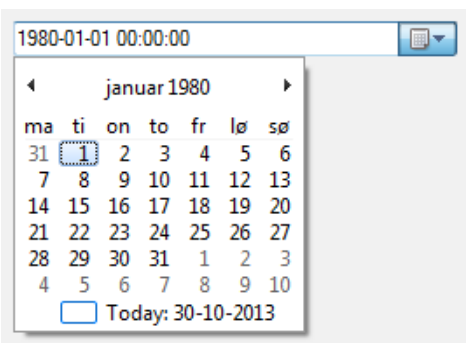 1980-01-01 00:00:00
januar 1980
ma ti on to fr lø sø
31 1 2 3 4 5 6
7 8 9 10 11 12 13
14 15 16 17 18 19 20
21 22 23 24 25 26 27
28 29 30 31 1 2 3
4 5 6 7 8 9 10
Today: 30-10-2013